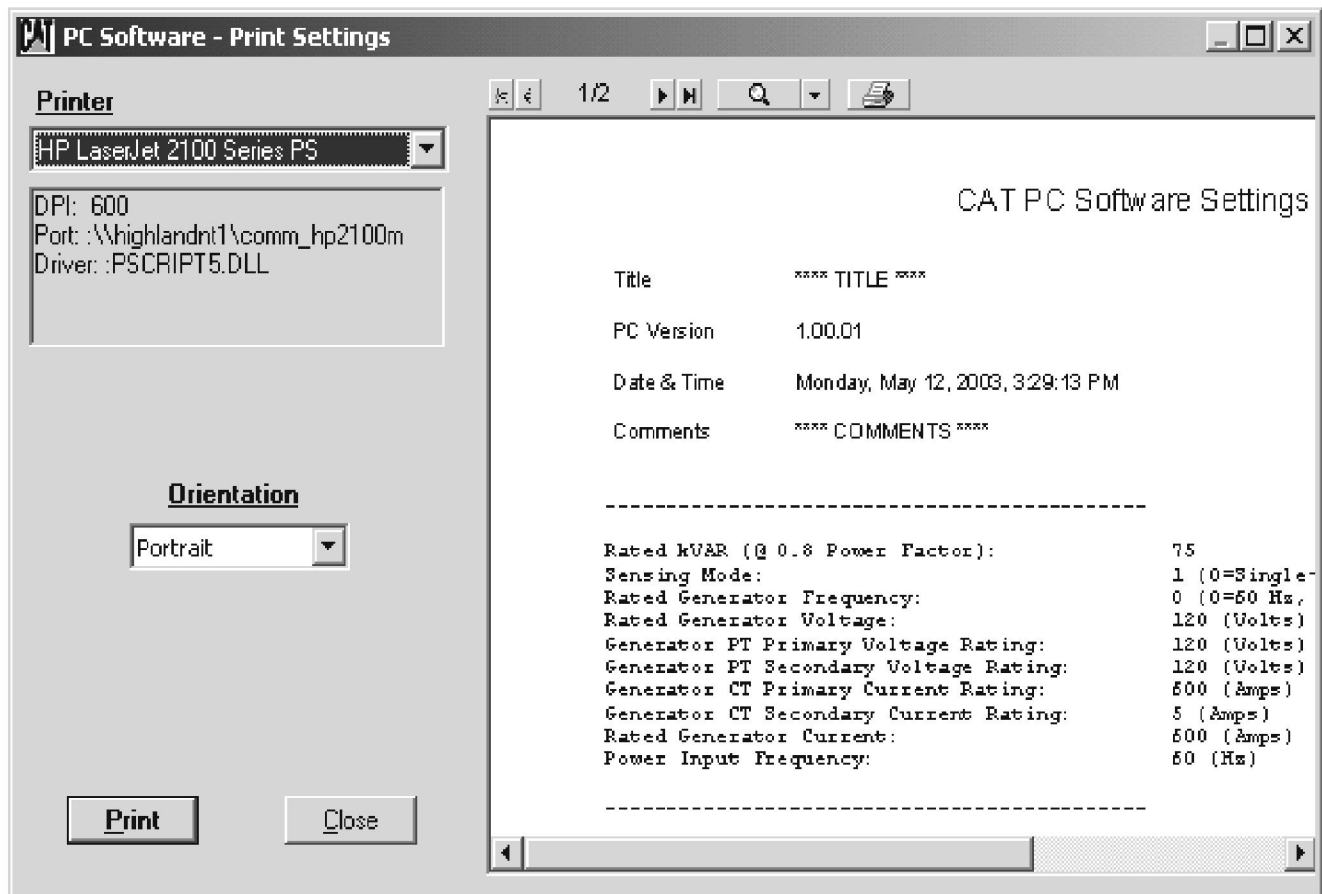 PC Software - Print Settings
Printer
HP LaserJet 2100 Series PS
DPI: 600
Port: :\\highlandnt1\comm_hp2100m
Driver: :PSCRIPT5.DLL
Orientation
Portrait
Print
Close
1/2
CAT PC Software Settings
Title **** TITLE ****
PC Version 1.00.01
Date & Time Monday, May 12, 2003, 3:29:13 PM
Comments **** COMMENTS ****
--------------------------------------------
Rated kVAR (@ 0.8 Power Factor): 75
Sensing Mode: 1 (0=Single-
Rated Generator Frequency: 0 (0=60 Hz,
Rated Generator Voltage: 120 (Volts)
Generator PT Primary Voltage Rating: 120 (Volts)
Generator PT Secondary Voltage Rating: 120 (Volts)
Generator CT Primary Current Rating: 600 (Amps)
Generator CT Secondary Current Rating: 5 (Amps)
Rated Generator Current: 600 (Amps)
Power Input Frequency: 60 (Hz)
--------------------------------------------